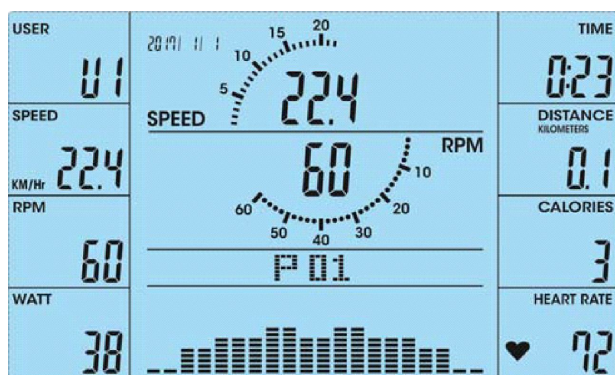 USER
U1
SPEED
KM/Hr 22.4
RPM
60
WATT
38
2017/ 1/ 1
5
10
15
20
SPEED
22.4
RPM
60
10
20
30
40
50
60
P01
TIME
0:23
DISTANCE
KILOMETERS
0.1
CALORIES
3
HEART RATE
72